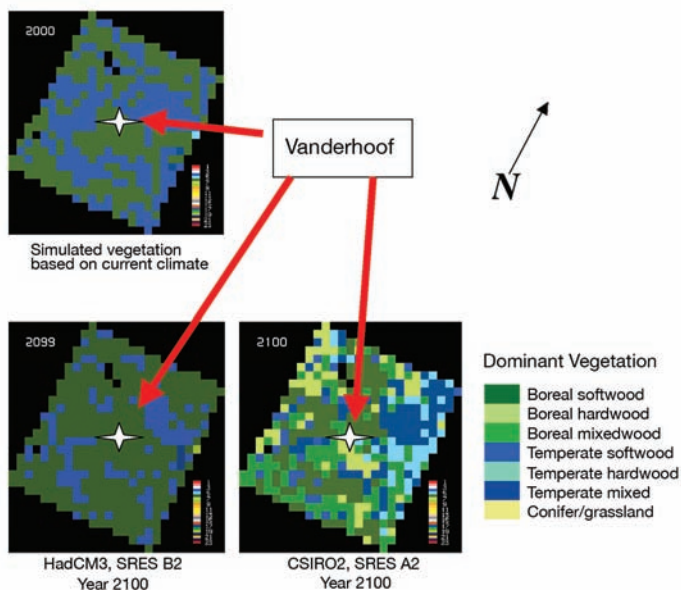 2000
Vanderhoof
N
Simulated vegetation
based on current climate
2099
2100
Dominant Vegetation
Boreal softwood
Boreal hardwood
Boreal mixedwood
Temperate softwood
Temperate hardwood
Temperate mixed
Conifer/grassland
HadCM3, SRES B2
Year 2100
CSIRO2, SRES A2
Year 2100